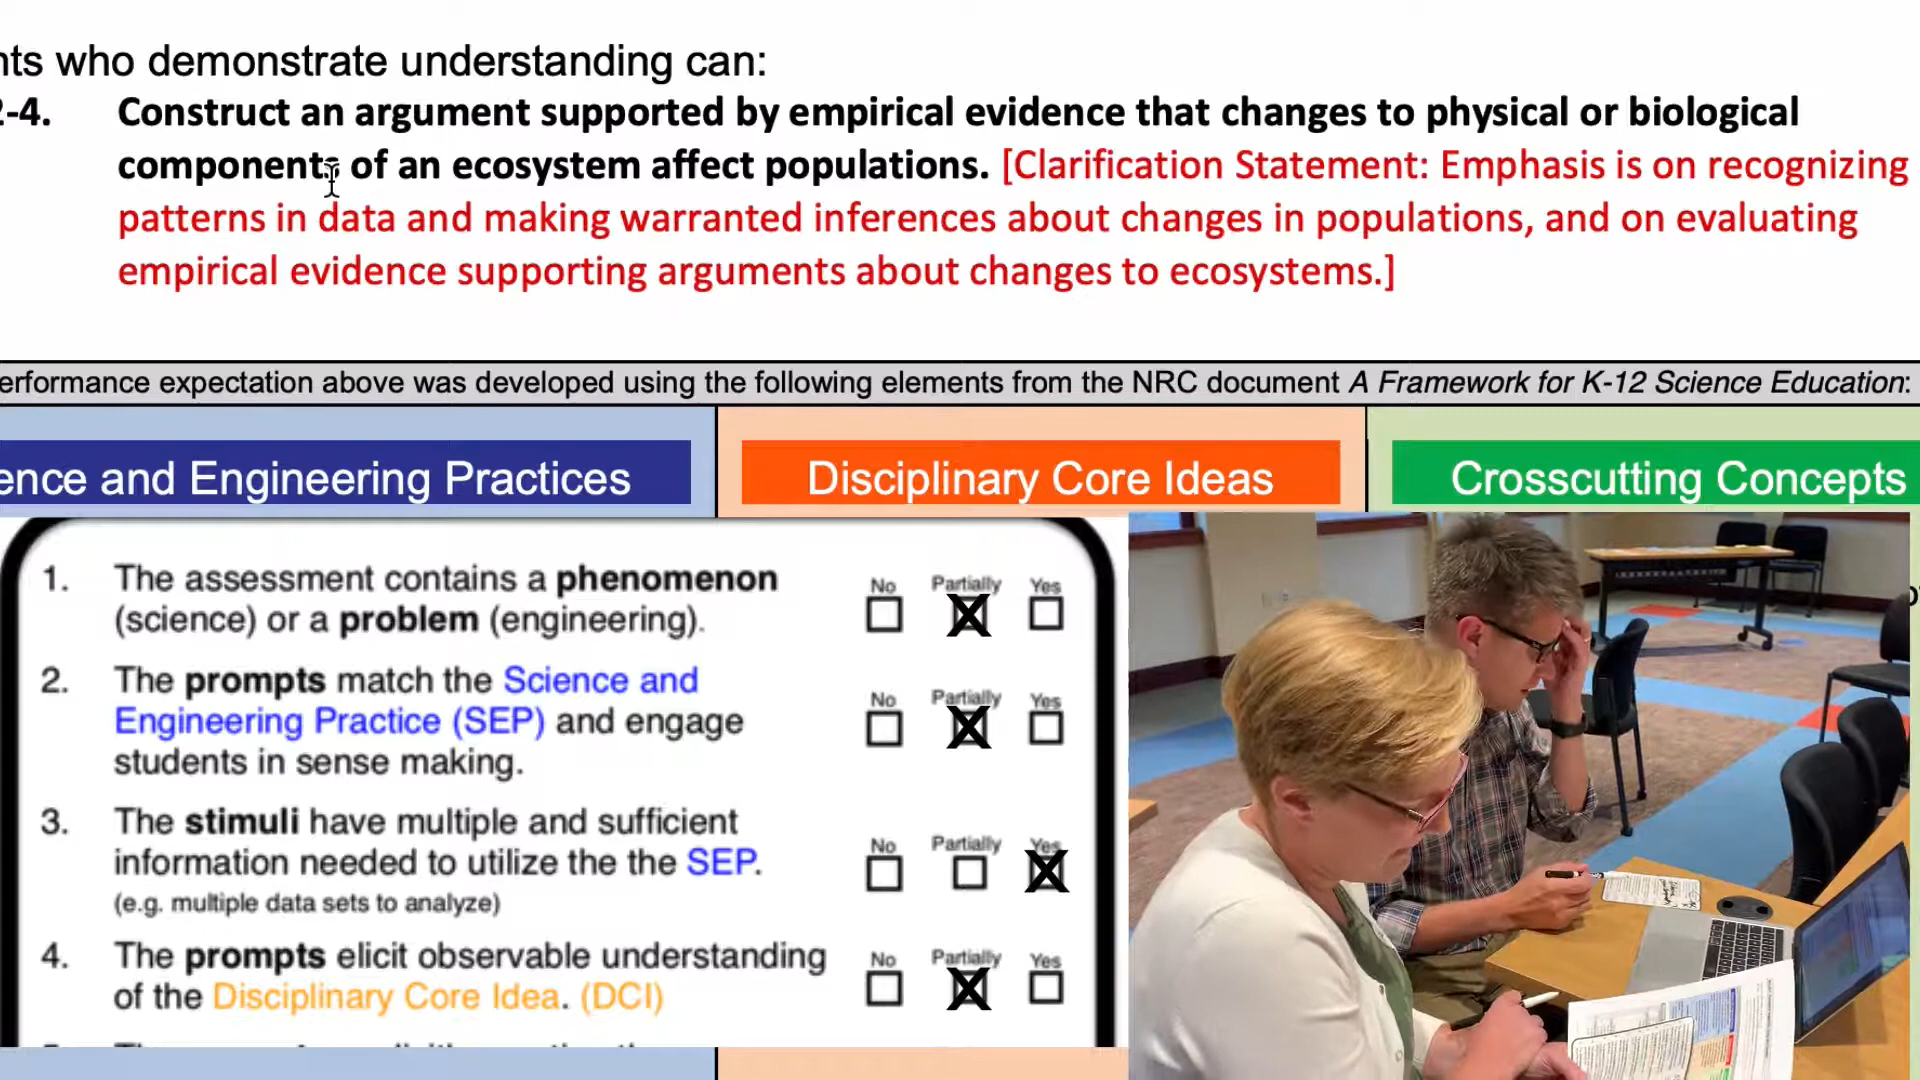 nts who demonstrate understanding can:
2-4. Construct an argument supported by empirical evidence that changes to physical or biological
components of an ecosystem affect populations. [Clarification Statement: Emphasis is on recognizing
patterns in data and making warranted inferences about changes in populations, and on evaluating
empirical evidence supporting arguments about changes to ecosystems.]
erformance expectation above was developed using the following elements from the NRC document A Framework for K-12 Science Education:
ence and Engineering Practices
Disciplinary Core Ideas
Crosscutting Concepts
1. The assessment contains a phenomenon
(science) or a problem (engineering).
No Partially Yes
X
2. The prompts match the Science and
Engineering Practice (SEP) and engage
students in sense making.
No Partially Yes
X
3. The stimuli have multiple and sufficient
information needed to utilize the the SEP.
(e.g. multiple data sets to analyze)
No Partially Yes
X
4. The prompts elicit observable understanding
of the Disciplinary Core Idea. (DCI)
No Partially Yes
X